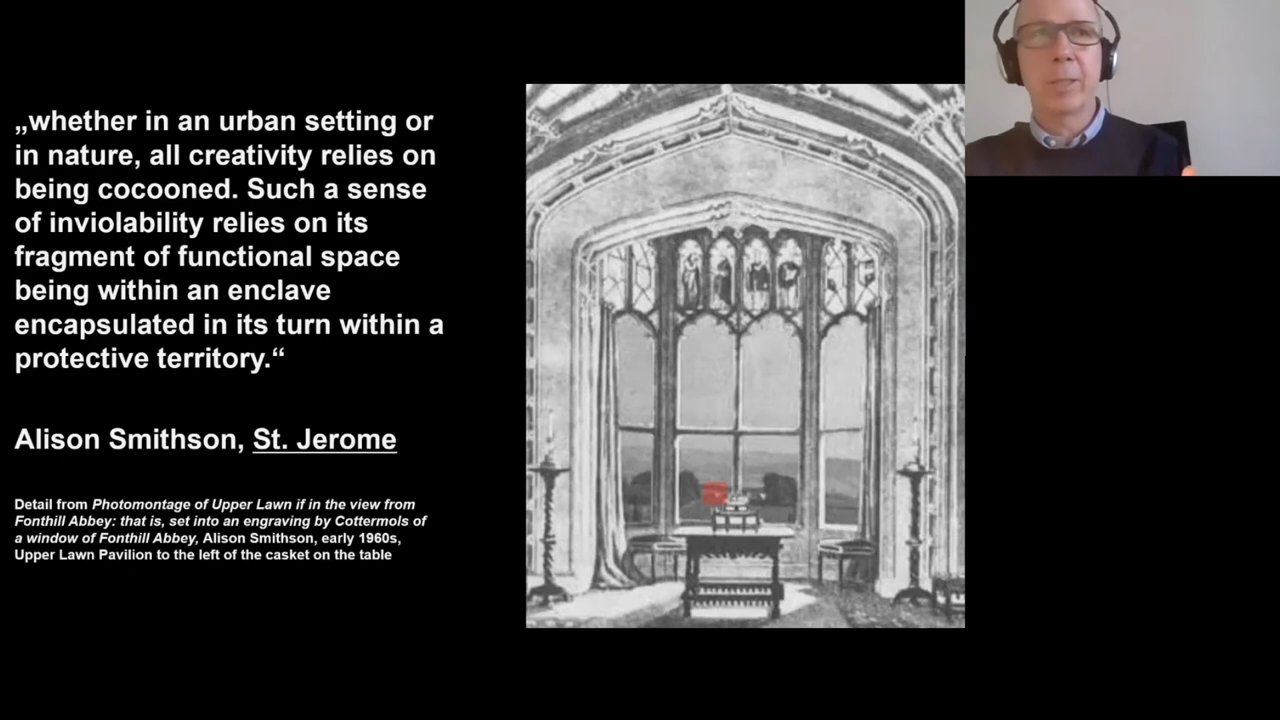 „whether in an urban setting or
in nature, all creativity relies on
being cocooned. Such a sense
of inviolability relies on its
fragment of functional space
being within an enclave
encapsulated in its turn within a
protective territory.“
Alison Smithson, St. Jerome
Detail from Photomontage of Upper Lawn if in the view from
Fonthill Abbey: that is, set into an engraving by Cottermols of
a window of Fonthill Abbey, Alison Smithson, early 1960s,
Upper Lawn Pavilion to the left of the casket on the table